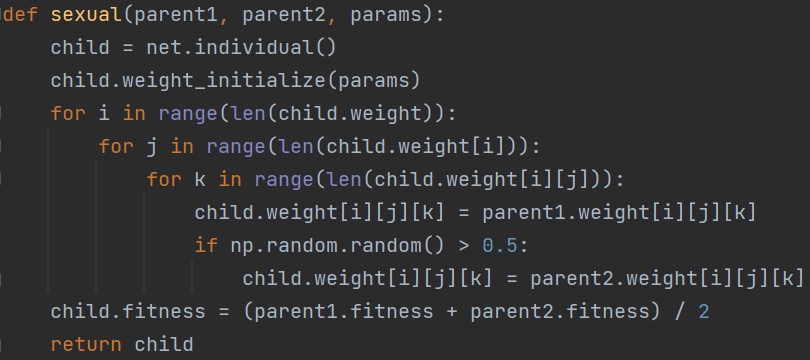 def sexual(parent1, parent2, params):
    child = net.individual()
    child.weight_initialize(params)
    for i in range(len(child.weight)):
        for j in range(len(child.weight[i])):
            for k in range(len(child.weight[i][j])):
                child.weight[i][j][k] = parent1.weight[i][j][k]
                if np.random.random() > 0.5:
                    child.weight[i][j][k] = parent2.weight[i][j][k]
    child.fitness = (parent1.fitness + parent2.fitness) / 2
    return child